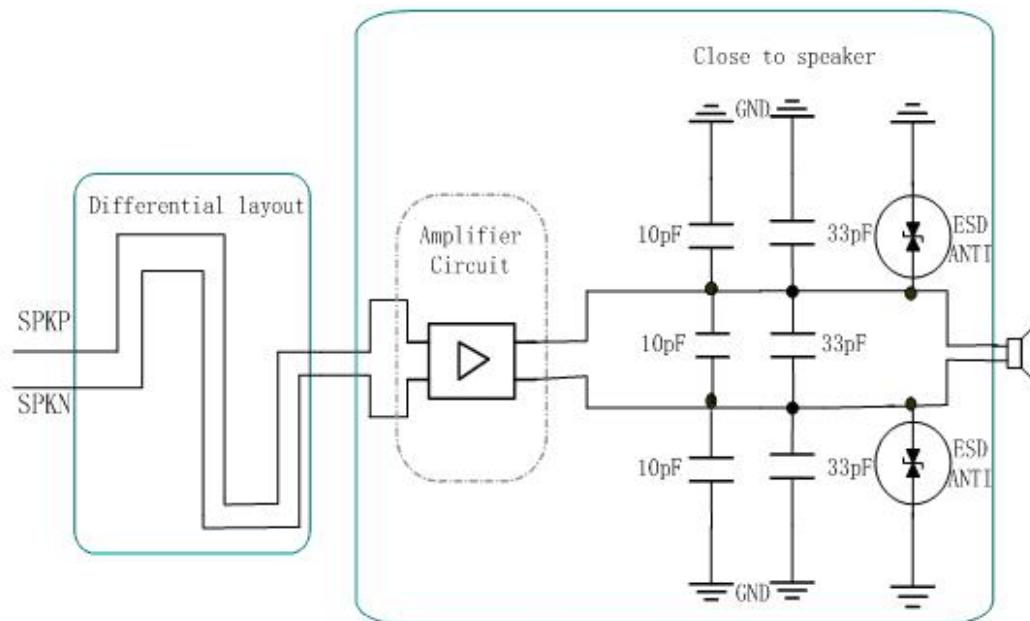 Close to speaker
GND
Differential layout
Amplifier
Circuit
10pF
33pF
ESD
ANTI
SPKP
10pF
33pF
SPKN
10pF
33pF
ESD
ANTI
GND